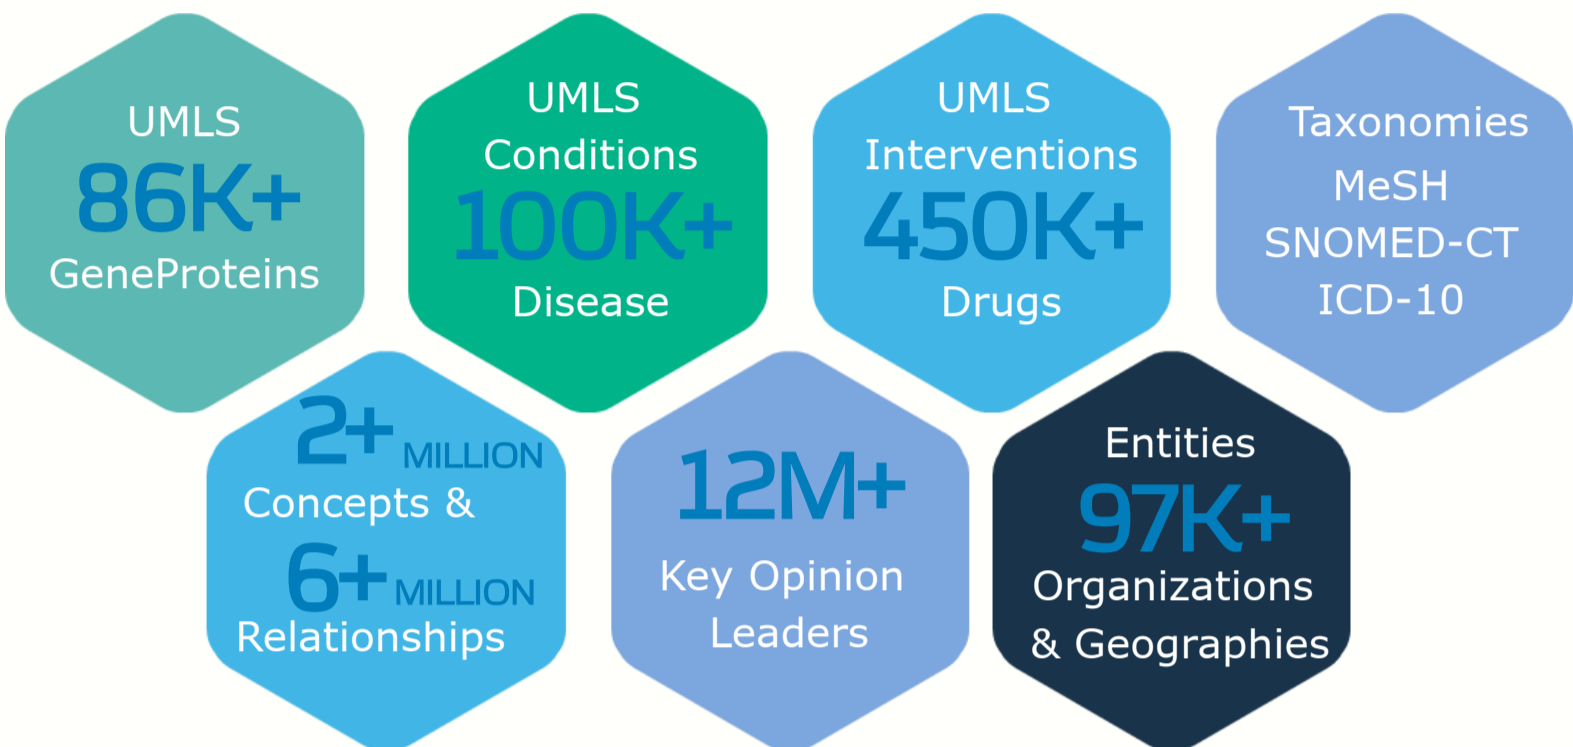 UMLS
86K+
GeneProteins
UMLS
Conditions
100K+
Disease
UMLS
Interventions
450K+
Drugs
Taxonomies
MeSH
SNOMED-CT
ICD-10
2+ MILLION
Concepts &
6+ MILLION
Relationships
12M+
Key Opinion
Leaders
Entities
97K+
Organizations
& Geographies